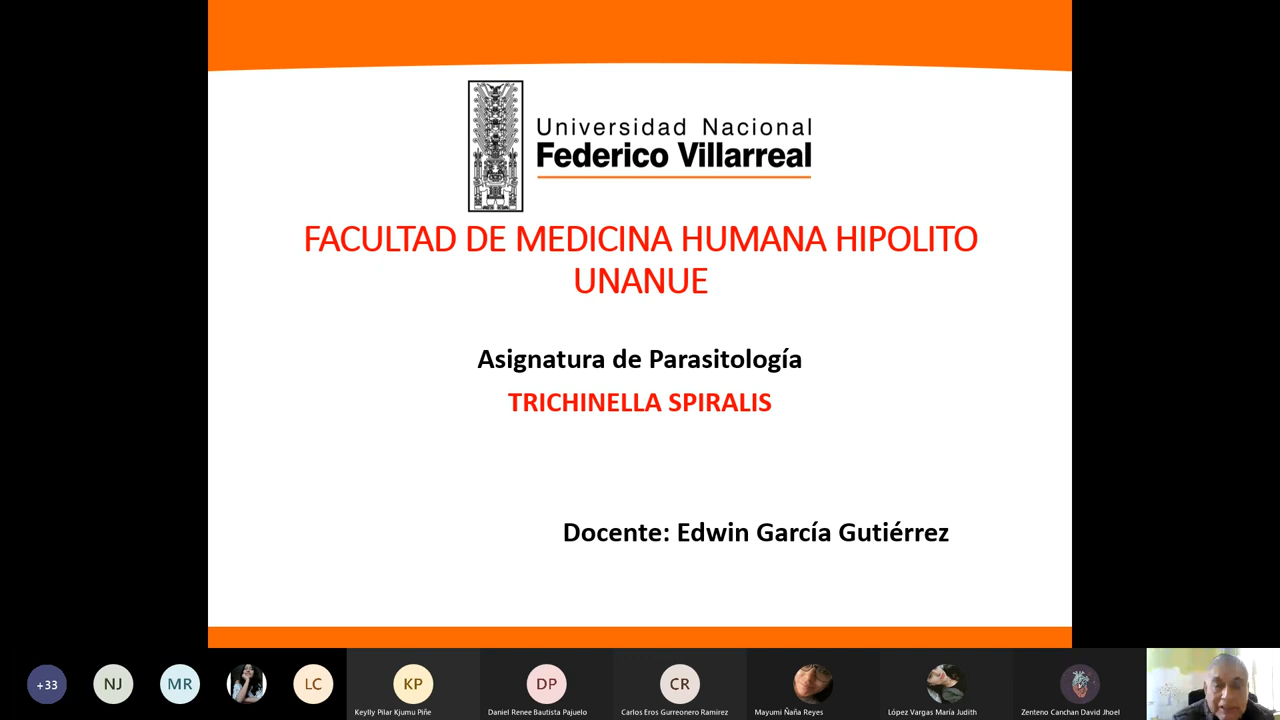 Universidad Nacional
Federico Villarreal
FACULTAD DE MEDICINA HUMANA HIPOLITO
UNANUE
Asignatura de Parasitología
TRICHINELLA SPIRALIS
Docente: Edwin García Gutiérrez
+33
NJ
MR
LC
KP
DP
CR
Keylly Pilar Kjumu Piñe
Daniel Renee Bautista Pajuelo
Carlos Eros Gurreonero Ramirez
Mayumi Ñaña Reyes
López Vargas María Judith
Zenteno Canchan David Jhoel